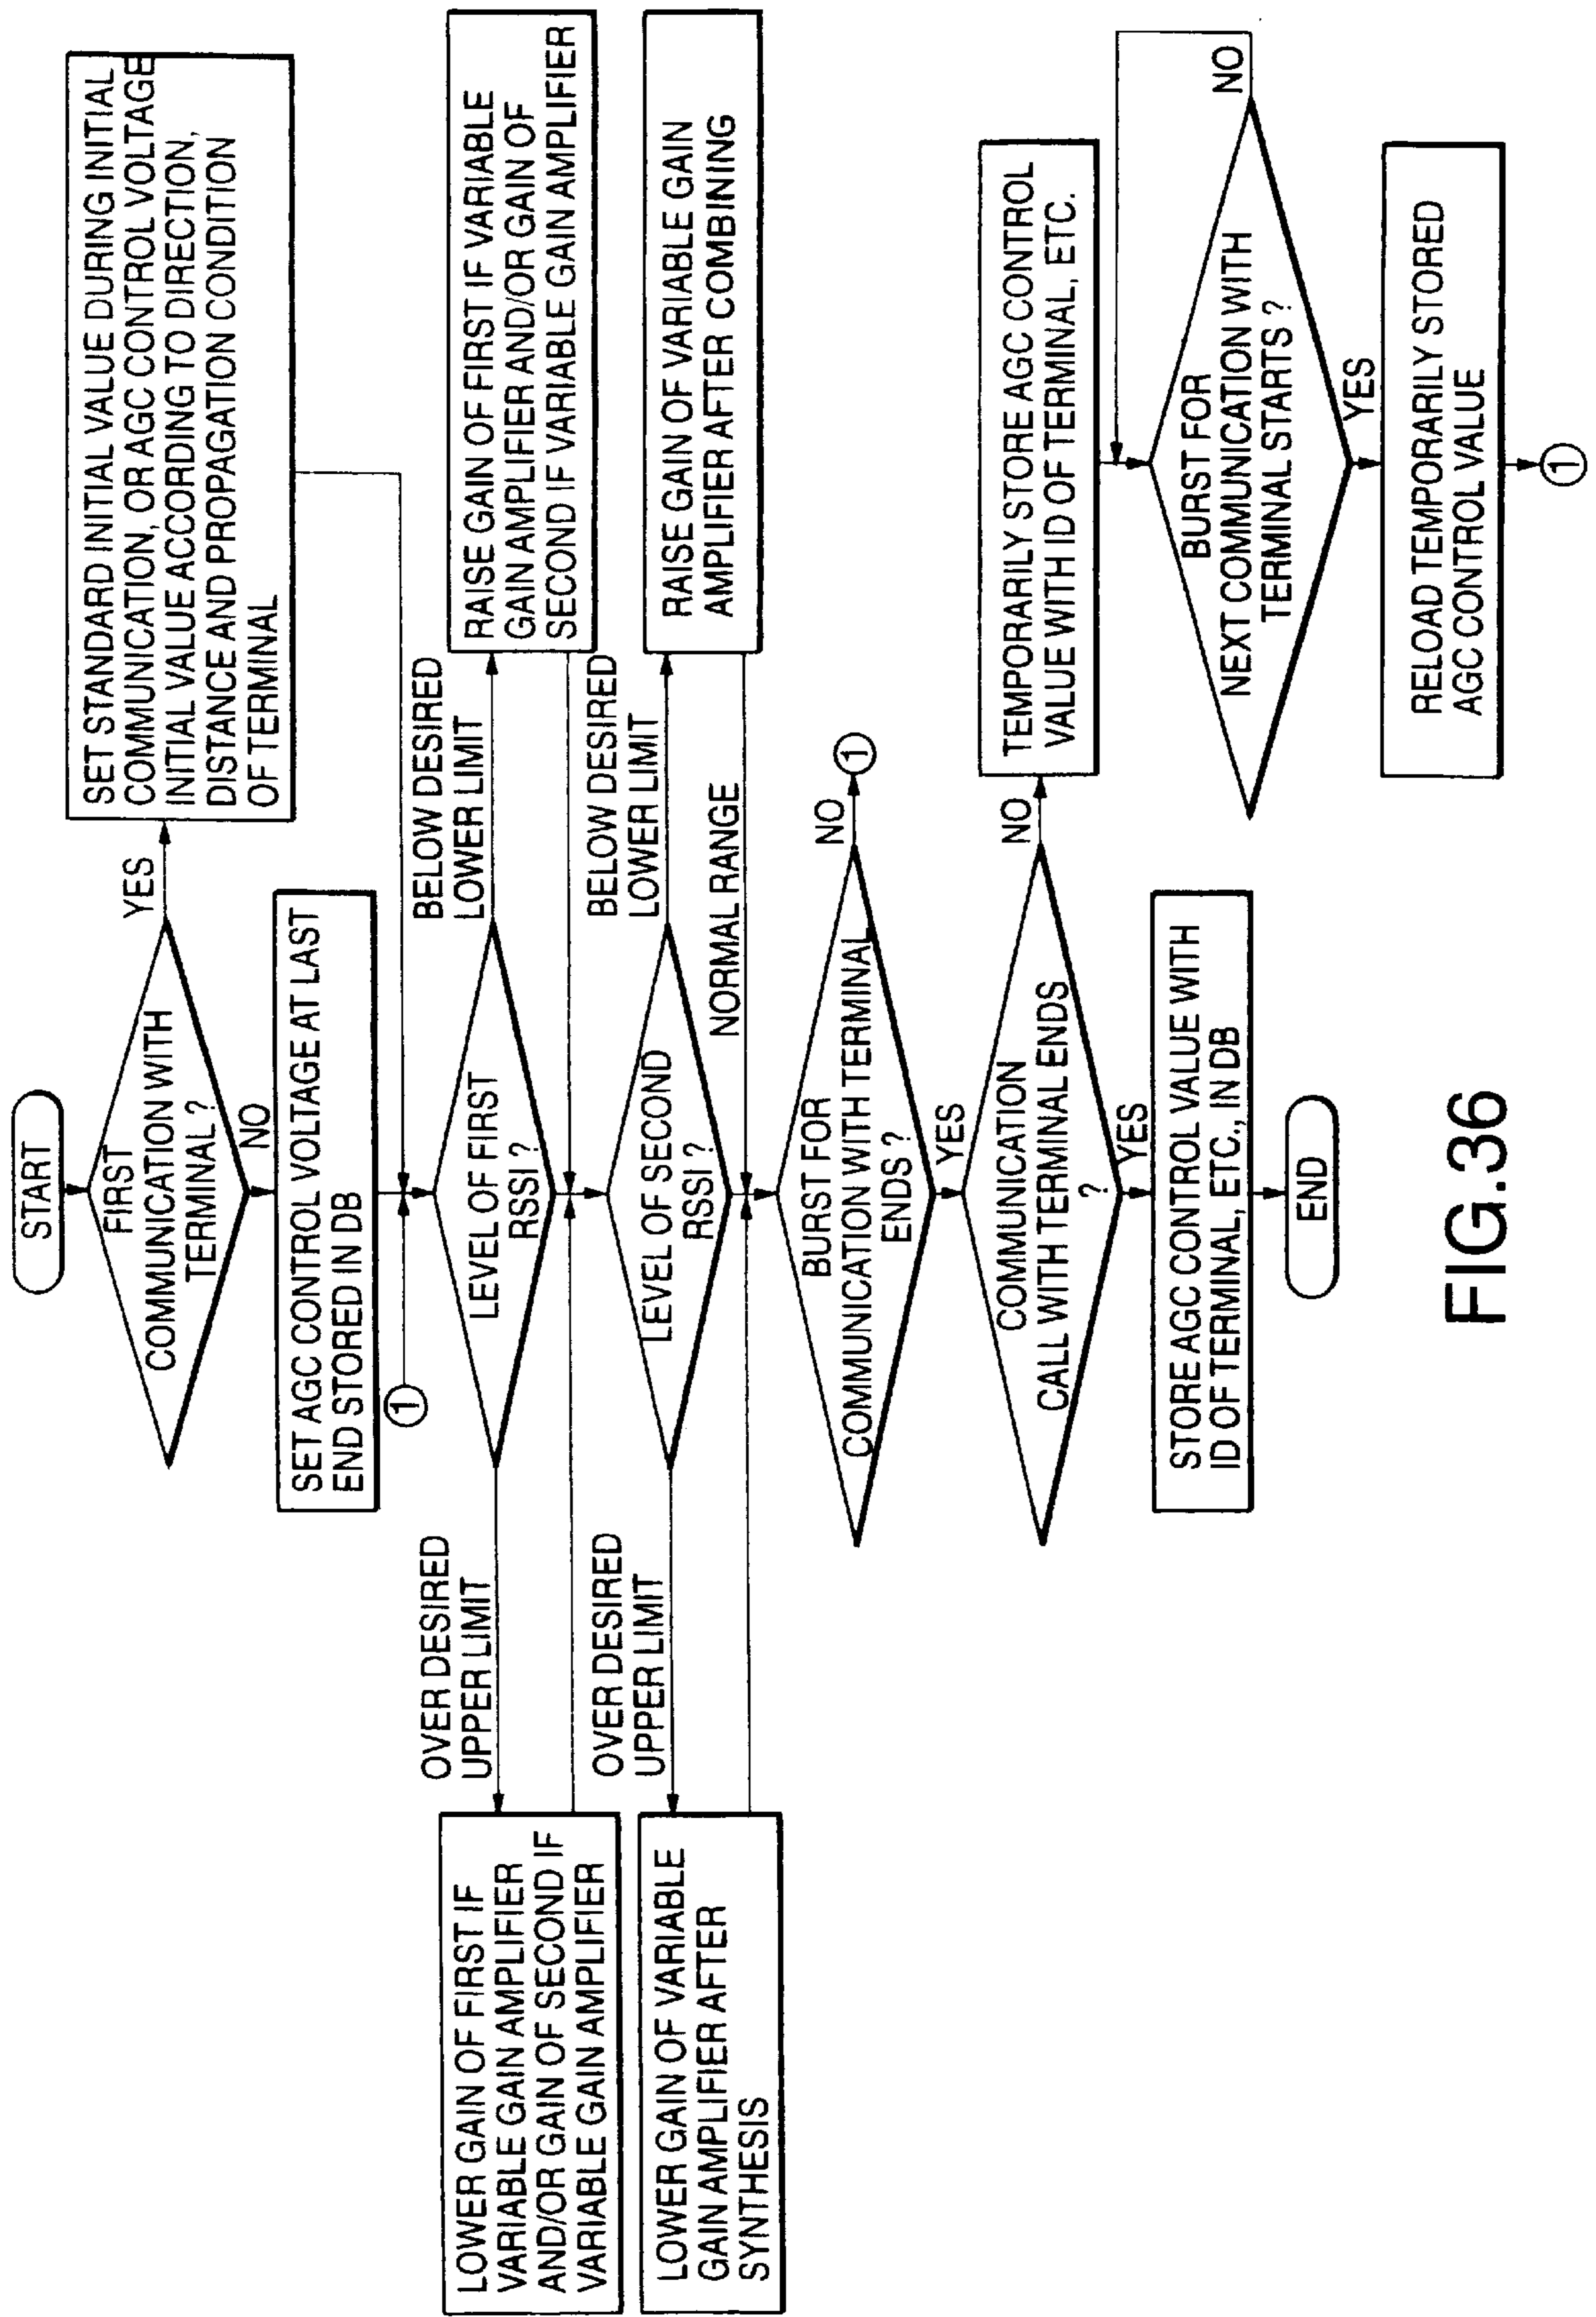 START
FIRST
COMMUNICATION WITH
TERMINAL ?
YES
SET STANDARD INITIAL VALUE DURING INITIAL
COMMUNICATION, OR AGC CONTROL VOLTAGE
INITIAL VALUE ACCORDING TO DIRECTION,
DISTANCE AND PROPAGATION CONDITION
OF TERMINAL
NO
SET AGC CONTROL VOLTAGE AT LAST
END STORED IN DB
1
LEVEL OF FIRST
RSSI ?
OVER DESIRED
UPPER LIMIT
LOWER GAIN OF FIRST IF
VARIABLE GAIN AMPLIFIER
AND/OR GAIN OF SECOND IF
VARIABLE GAIN AMPLIFIER
BELOW DESIRED
LOWER LIMIT
RAISE GAIN OF FIRST IF VARIABLE
GAIN AMPLIFIER AND/OR GAIN OF
SECOND IF VARIABLE GAIN AMPLIFIER
LEVEL OF SECOND
RSSI ?
OVER DESIRED
UPPER LIMIT
LOWER GAIN OF VARIABLE
GAIN AMPLIFIER AFTER
SYNTHESIS
BELOW DESIRED
LOWER LIMIT
RAISE GAIN OF VARIABLE GAIN
AMPLIFIER AFTER COMBINING
NORMAL RANGE
BURST FOR
COMMUNICATION WITH TERMINAL
ENDS ?
NO
1
YES
COMMUNICATION
CALL WITH TERMINAL ENDS
?
NO
TEMPORARILY STORE AGC CONTROL
VALUE WITH ID OF TERMINAL, ETC.
YES
STORE AGC CONTROL VALUE WITH
ID OF TERMINAL, ETC., IN DB
END
BURST FOR
NEXT COMMUNICATION WITH
TERMINAL STARTS ?
NO
YES
RELOAD TEMPORARILY STORED
AGC CONTROL VALUE
1
FIG.36